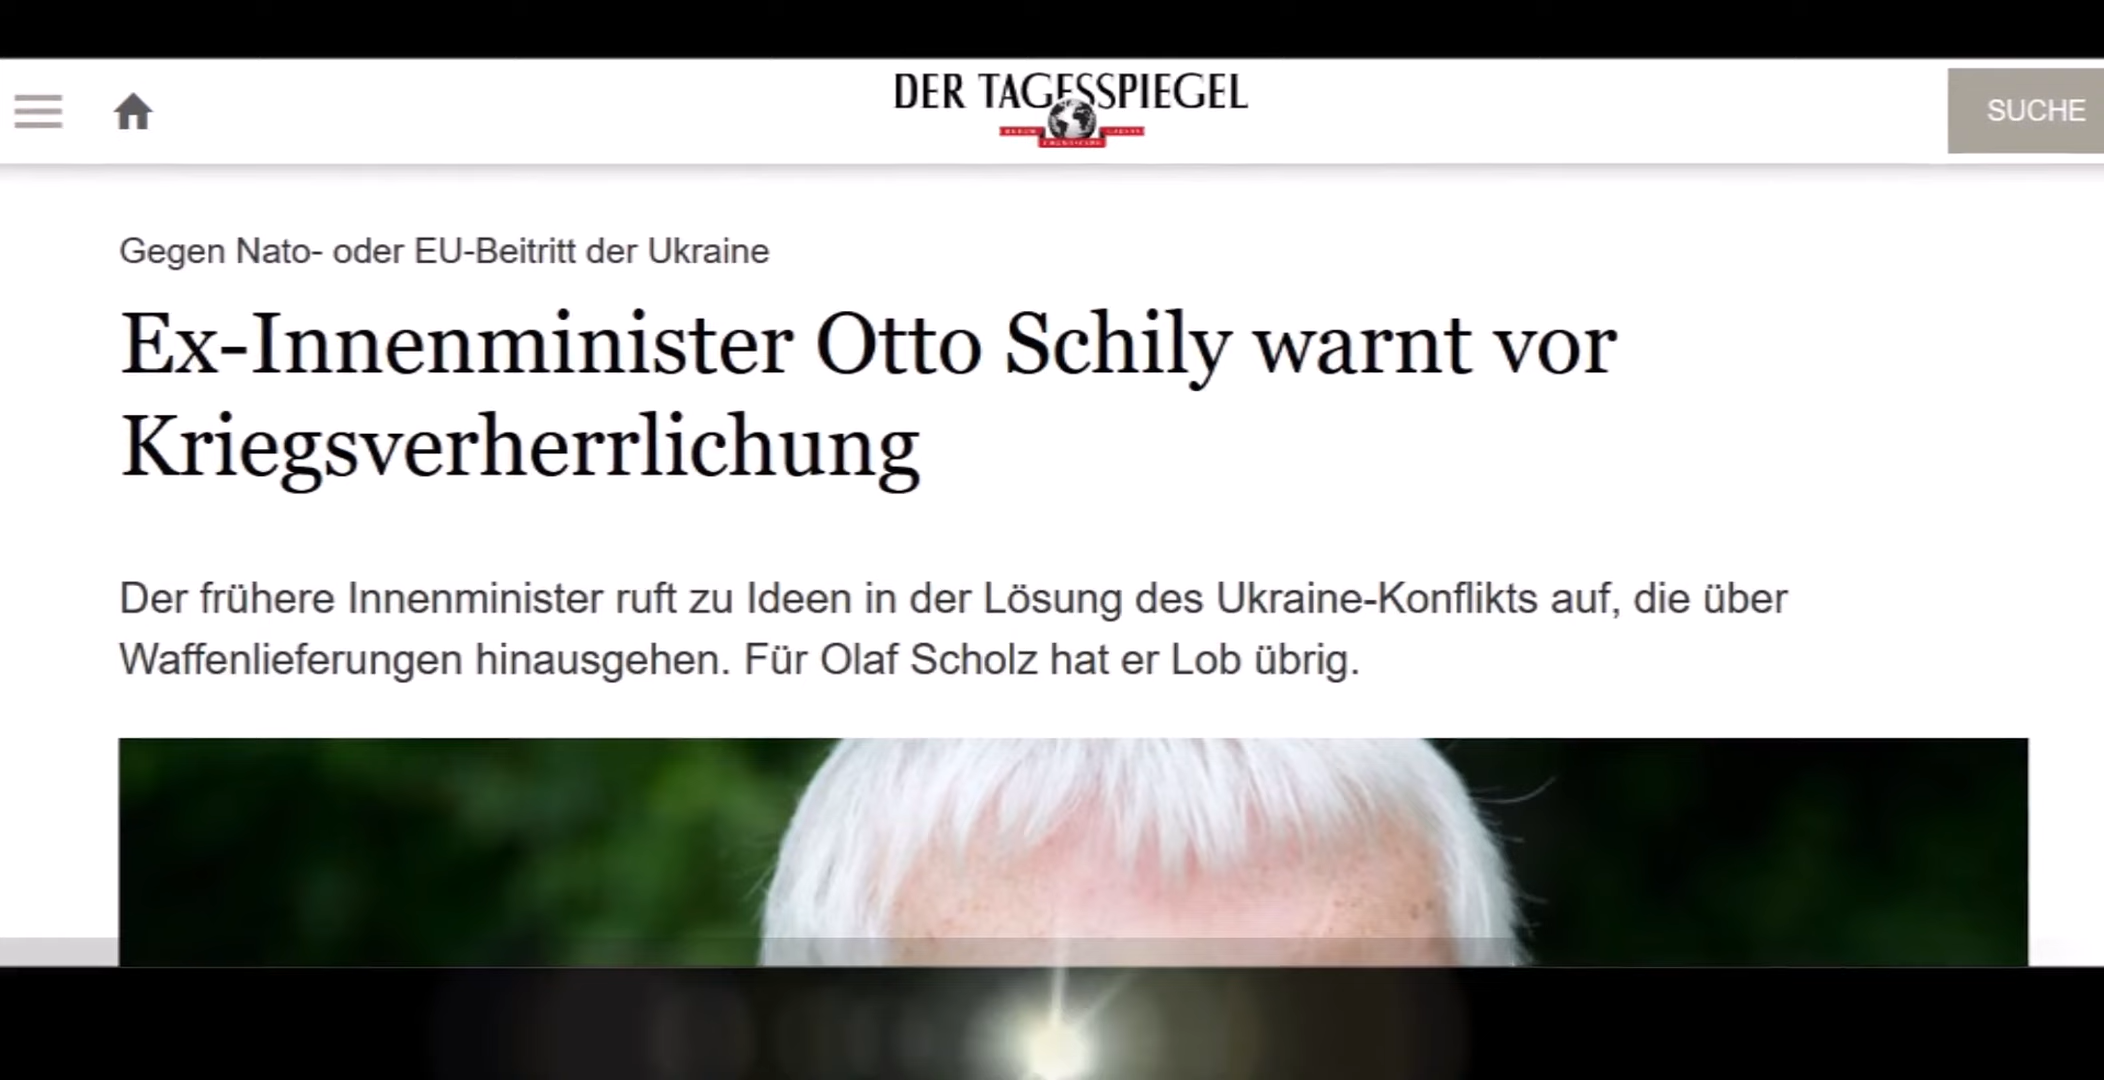 DER TAGESSPIEGEL
SUCHE
Gegen Nato- oder EU-Beitritt der Ukraine
Ex-Innenminister Otto Schily warnt vor
Kriegsverherrlichung
Der frühere Innenminister ruft zu Ideen in der Lösung des Ukraine-Konflikts auf, die über
Waffenlieferungen hinausgehen. Für Olaf Scholz hat er Lob übrig.